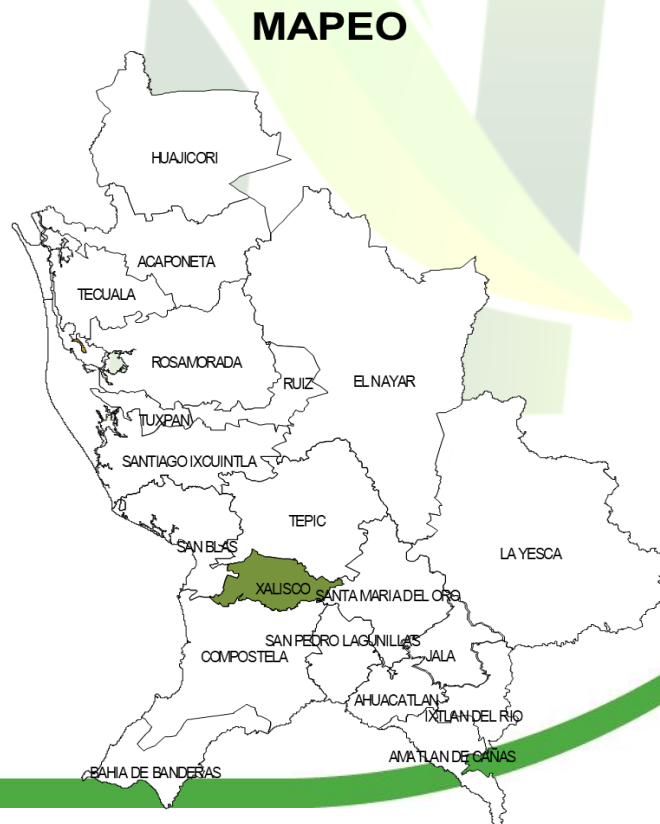 MAPEO
HUAJICORI
ACAPONETA
TECUALA
ROSAMORADA
RUIZ
EL NAYAR
TUXPAN
SANTIAGO IXCUINTLA
TEPIC
SAN BLAS
LA YESCA
XALISCO
SANTA MARIA DEL ORO
SAN PEDRO LAGUNILLAS
COMPOSTELA
JALA
AHUACATLAN
IXTLAN DEL RIO
AMATLAN DE CAÑAS
BAHIA DE BANDERAS